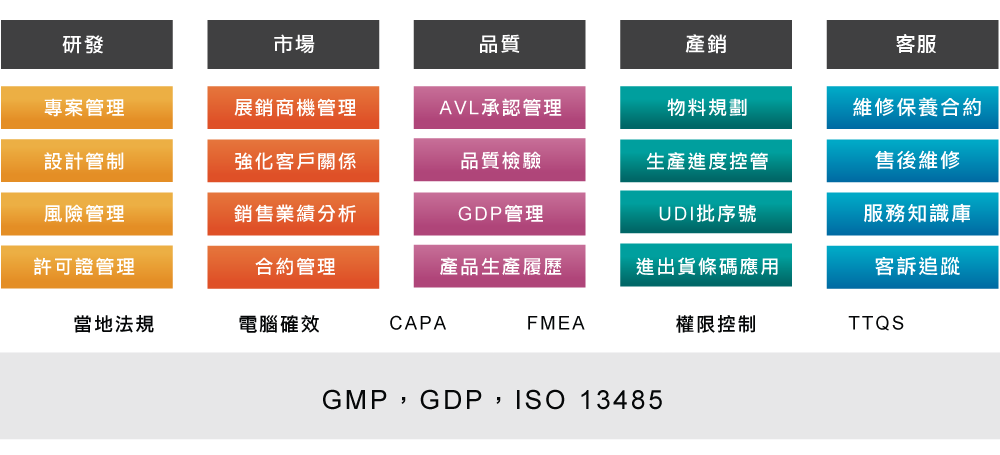 研發
市場
品質
產銷
客服
專案管理
展銷商機管理
AVL承認管理
物料規劃
維修保養合約
設計管制
強化客戶關係
品質檢驗
生產進度控管
售後維修
風險管理
銷售業績分析
GDP管理
UDI批序號
服務知識庫
許可證管理
合約管理
產品生產履歷
進出貨條碼應用
客訴追蹤
當地法規
電腦確效
CAPA
FMEA
權限控制
TTQS
GMP，GDP，ISO 13485